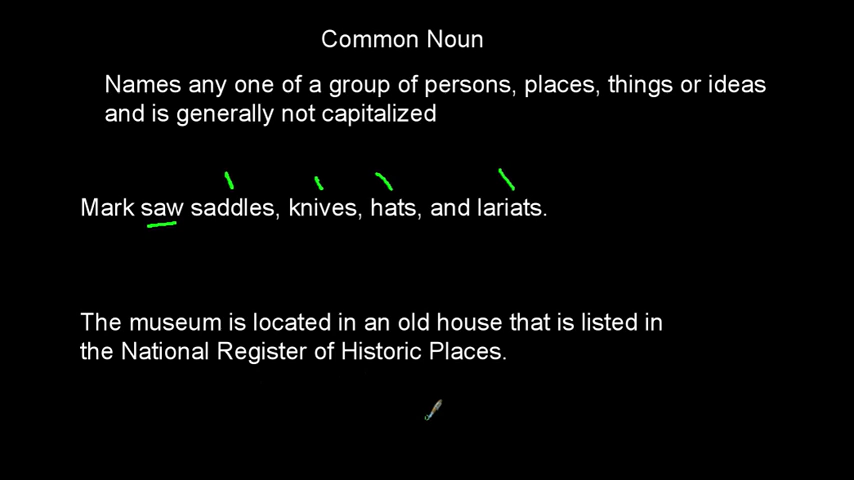 Common Noun
Names any one of a group of persons, places, things or ideas
and is generally not capitalized
Mark saw saddles, knives, hats, and lariats.
The museum is located in an old house that is listed in
the National Register of Historic Places.